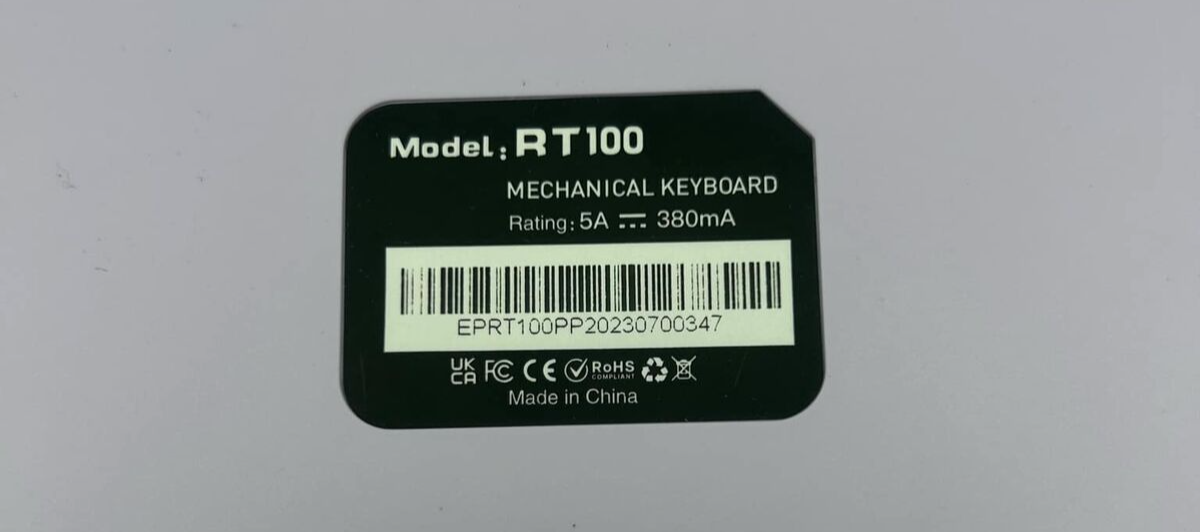 Model: RT100
MECHANICAL KEYBOARD
Rating: 5A ⎓ 380mA
EPRT100PP20230700347
UK CA FC CE RoHS COMPLIANT
Made in China